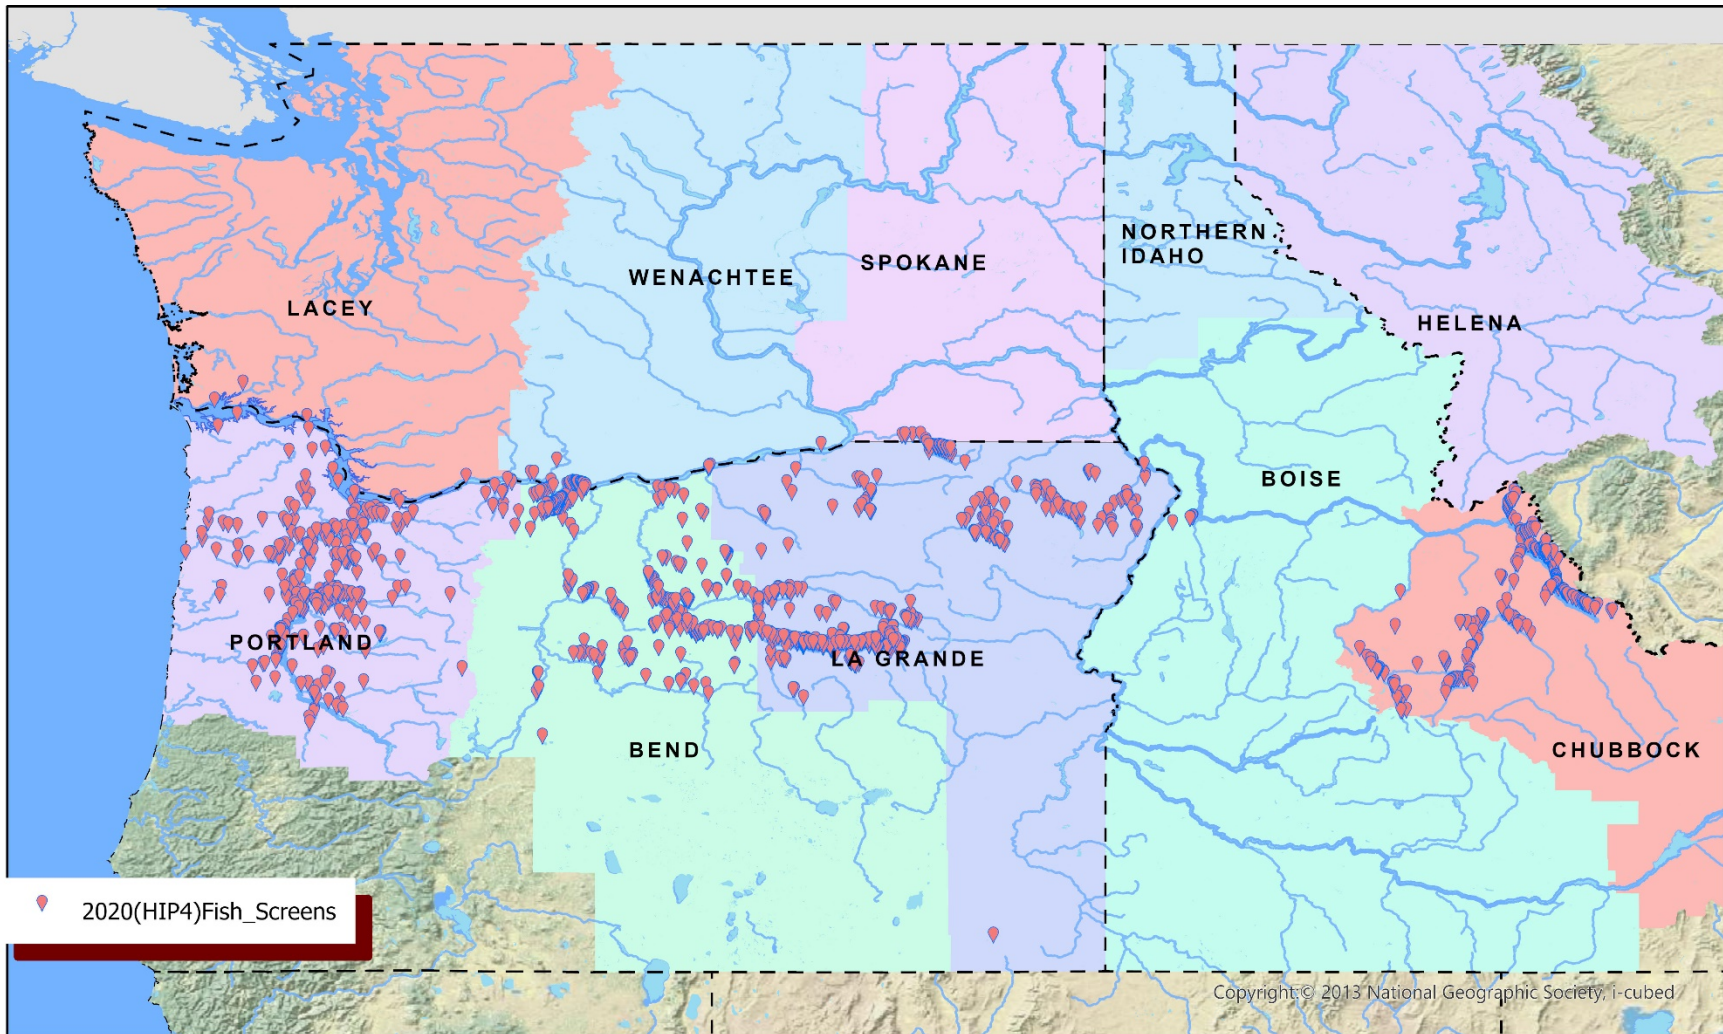 NORTHERN
IDAHO
WENACHTEE
SPOKANE
LACEY
HELENA
BOISE
PORTLAND
LA GRANDE
BEND
CHUBBOCK
2020(HIP4)Fish_Screens
Copyright:© 2013 National Geographic Society, i-cubed